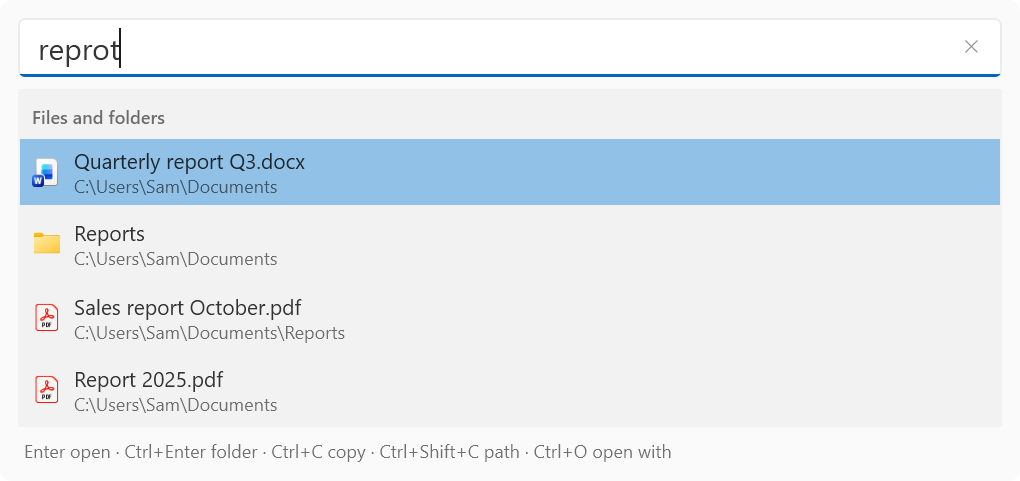 reprot
Files and folders
Quarterly report Q3.docx
C:\Users\Sam\Documents
Reports
C:\Users\Sam\Documents
Sales report October.pdf
C:\Users\Sam\Documents\Reports
Report 2025.pdf
C:\Users\Sam\Documents
Enter open · Ctrl+Enter folder · Ctrl+C copy · Ctrl+Shift+C path · Ctrl+O open with